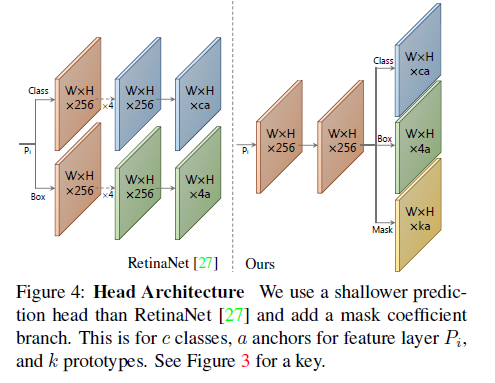 Class
W×H
×256
×4
W×H
×256
W×H
×ca
Pi
Box
W×H
×256
×4
W×H
×256
W×H
×4a
RetinaNet [27]
Pi
W×H
×256
W×H
×256
Class
W×H
×ca
Box
W×H
×4a
Mask
W×H
×ka
Ours
Figure 4: Head Architecture We use a shallower predic-
tion head than RetinaNet [27] and add a mask coefficient
branch. This is for c classes, a anchors for feature layer Pi,
and k prototypes. See Figure 3 for a key.